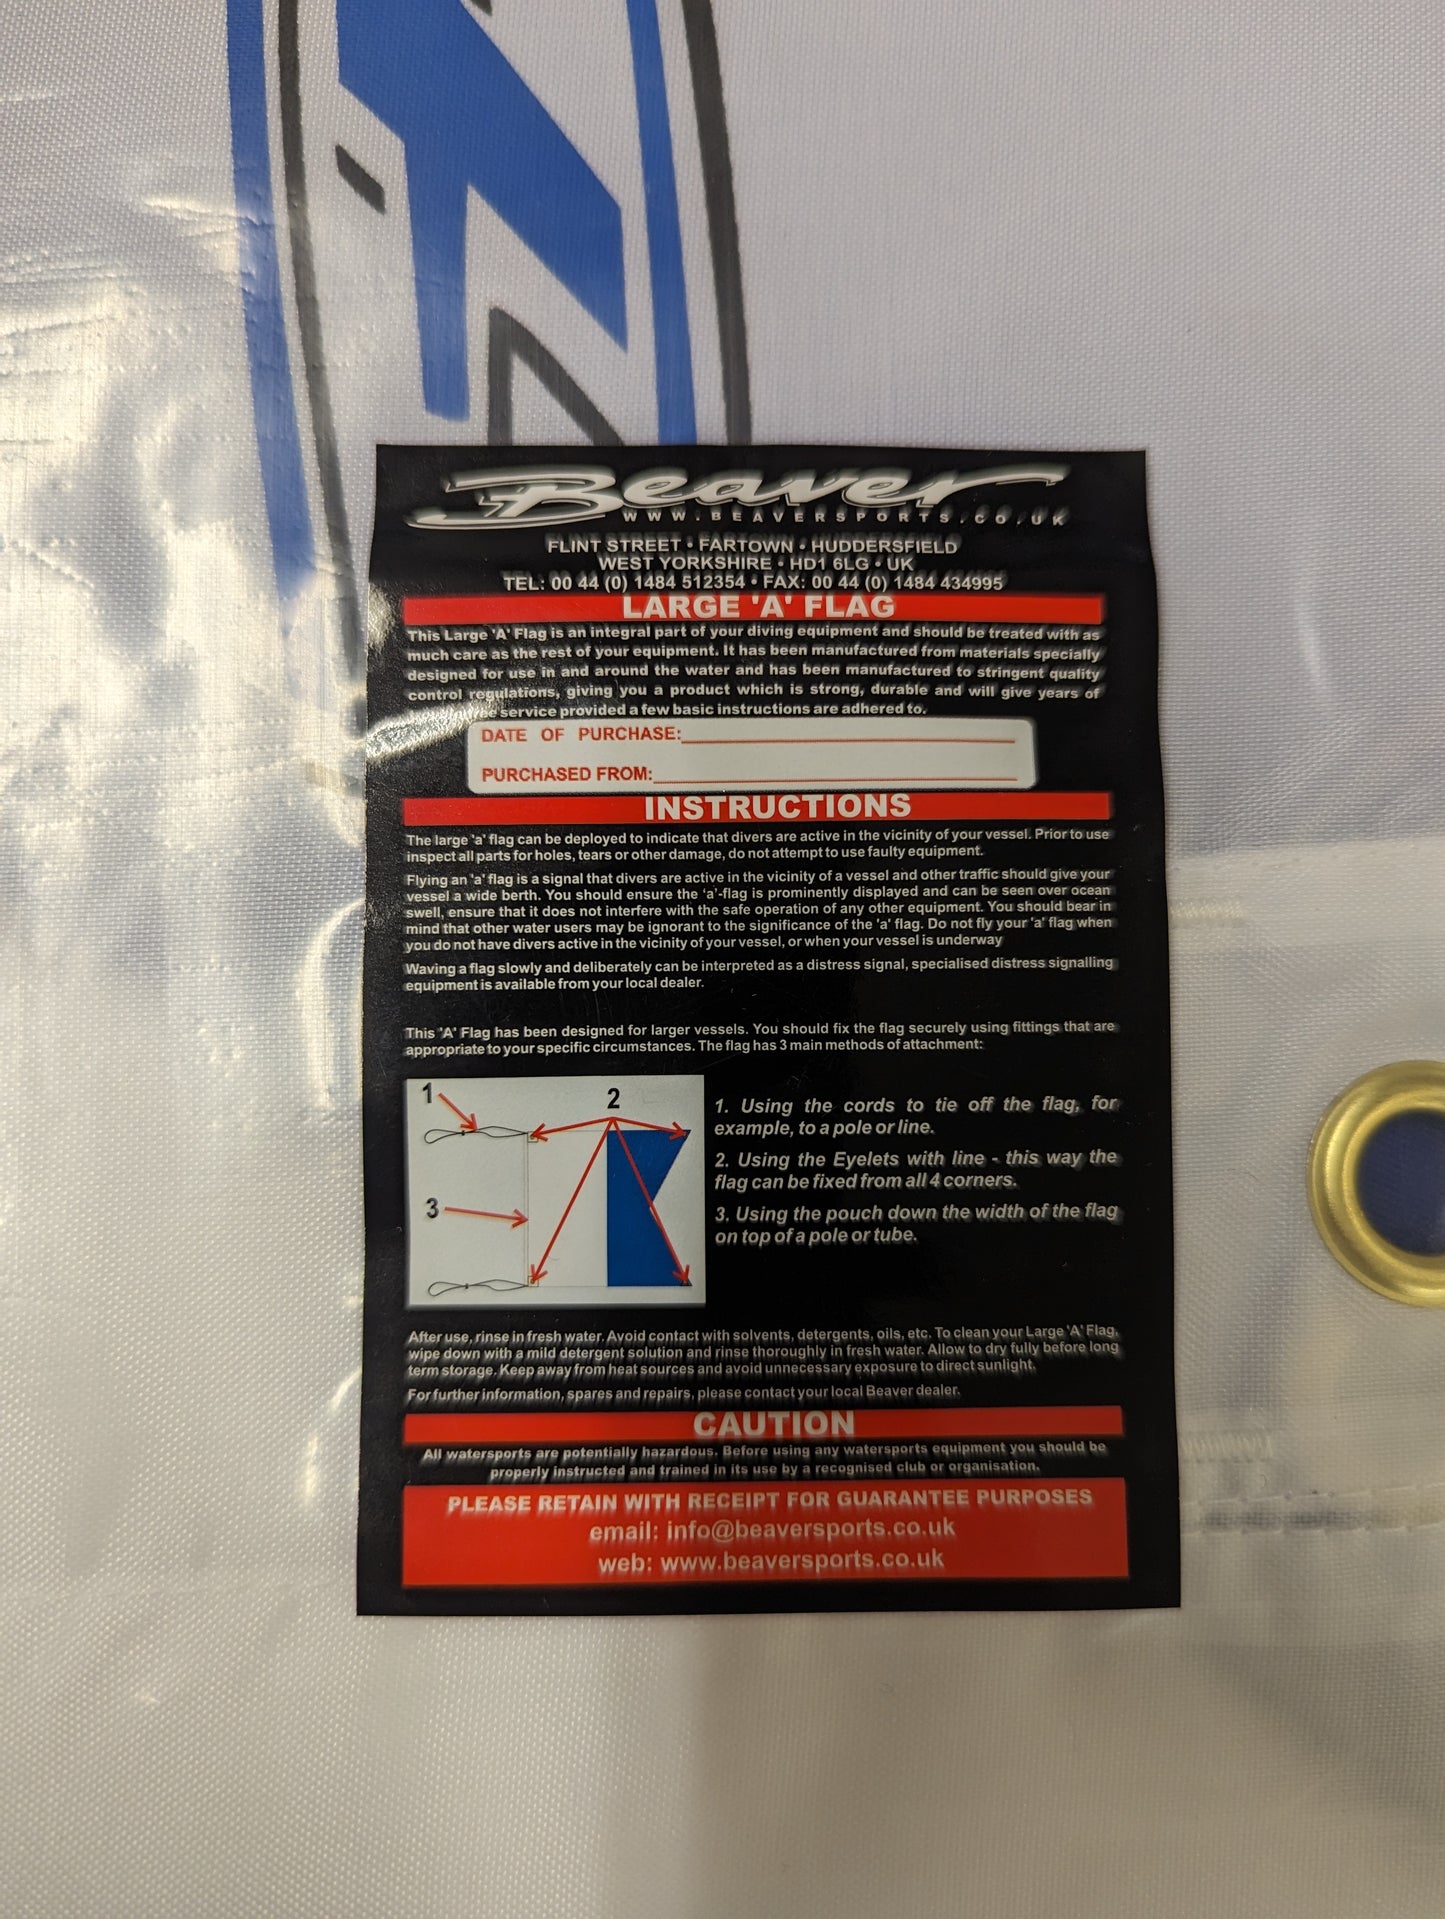 Beaver
WWW.BEAVERSPORTS.CO.UK
FLINT STREET • FARTOWN • HUDDERSFIELD
WEST YORKSHIRE • HD1 6LG • UK
TEL: 00 44 (0) 1484 512354 • FAX: 00 44 (0) 1484 434995
LARGE 'A' FLAG
This Large 'A' Flag is an integral part of your diving equipment and should be treated with as
much care as the rest of your equipment. It has been manufactured from materials specially
designed for use in and around the water and has been manufactured to stringent quality
control regulations, giving you a product which is strong, durable and will give years of
service provided a few basic instructions are adhered to.
DATE OF PURCHASE:
PURCHASED FROM:
INSTRUCTIONS
The large 'a' flag can be deployed to indicate that divers are active in the vicinity of your vessel. Prior to use
inspect all parts for holes, tears or other damage, do not attempt to use faulty equipment.
Flying an 'a' flag is a signal that divers are active in the vicinity of a vessel and other traffic should give your
vessel a wide berth. You should ensure the 'a'-flag is prominently displayed and can be seen over ocean
swell, ensure that it does not interfere with the safe operation of any other equipment. You should bear in
mind that other water users may be ignorant to the significance of the 'a' flag. Do not fly your 'a' flag when
you do not have divers active in the vicinity of your vessel, or when your vessel is underway
Waving a flag slowly and deliberately can be interpreted as a distress signal, specialised distress signalling
equipment is available from your local dealer.
This 'A' Flag has been designed for larger vessels. You should fix the flag securely using fittings that are
appropriate to your specific circumstances. The flag has 3 main methods of attachment:
1
2
3
1. Using the cords to tie off the flag, for
example, to a pole or line.
2. Using the Eyelets with line - this way the
flag can be fixed from all 4 corners.
3. Using the pouch down the width of the flag
on top of a pole or tube.
After use, rinse in fresh water. Avoid contact with solvents, detergents, oils, etc. To clean your Large 'A' Flag,
wipe down with a mild detergent solution and rinse thoroughly in fresh water. Allow to dry fully before long
term storage. Keep away from heat sources and avoid unnecessary exposure to direct sunlight.
For further information, spares and repairs, please contact your local Beaver dealer.
CAUTION
All watersports are potentially hazardous. Before using any watersports equipment you should be
properly instructed and trained in its use by a recognised club or organisation.
PLEASE RETAIN WITH RECEIPT FOR GUARANTEE PURPOSES
email: info@beaversports.co.uk
web: www.beaversports.co.uk